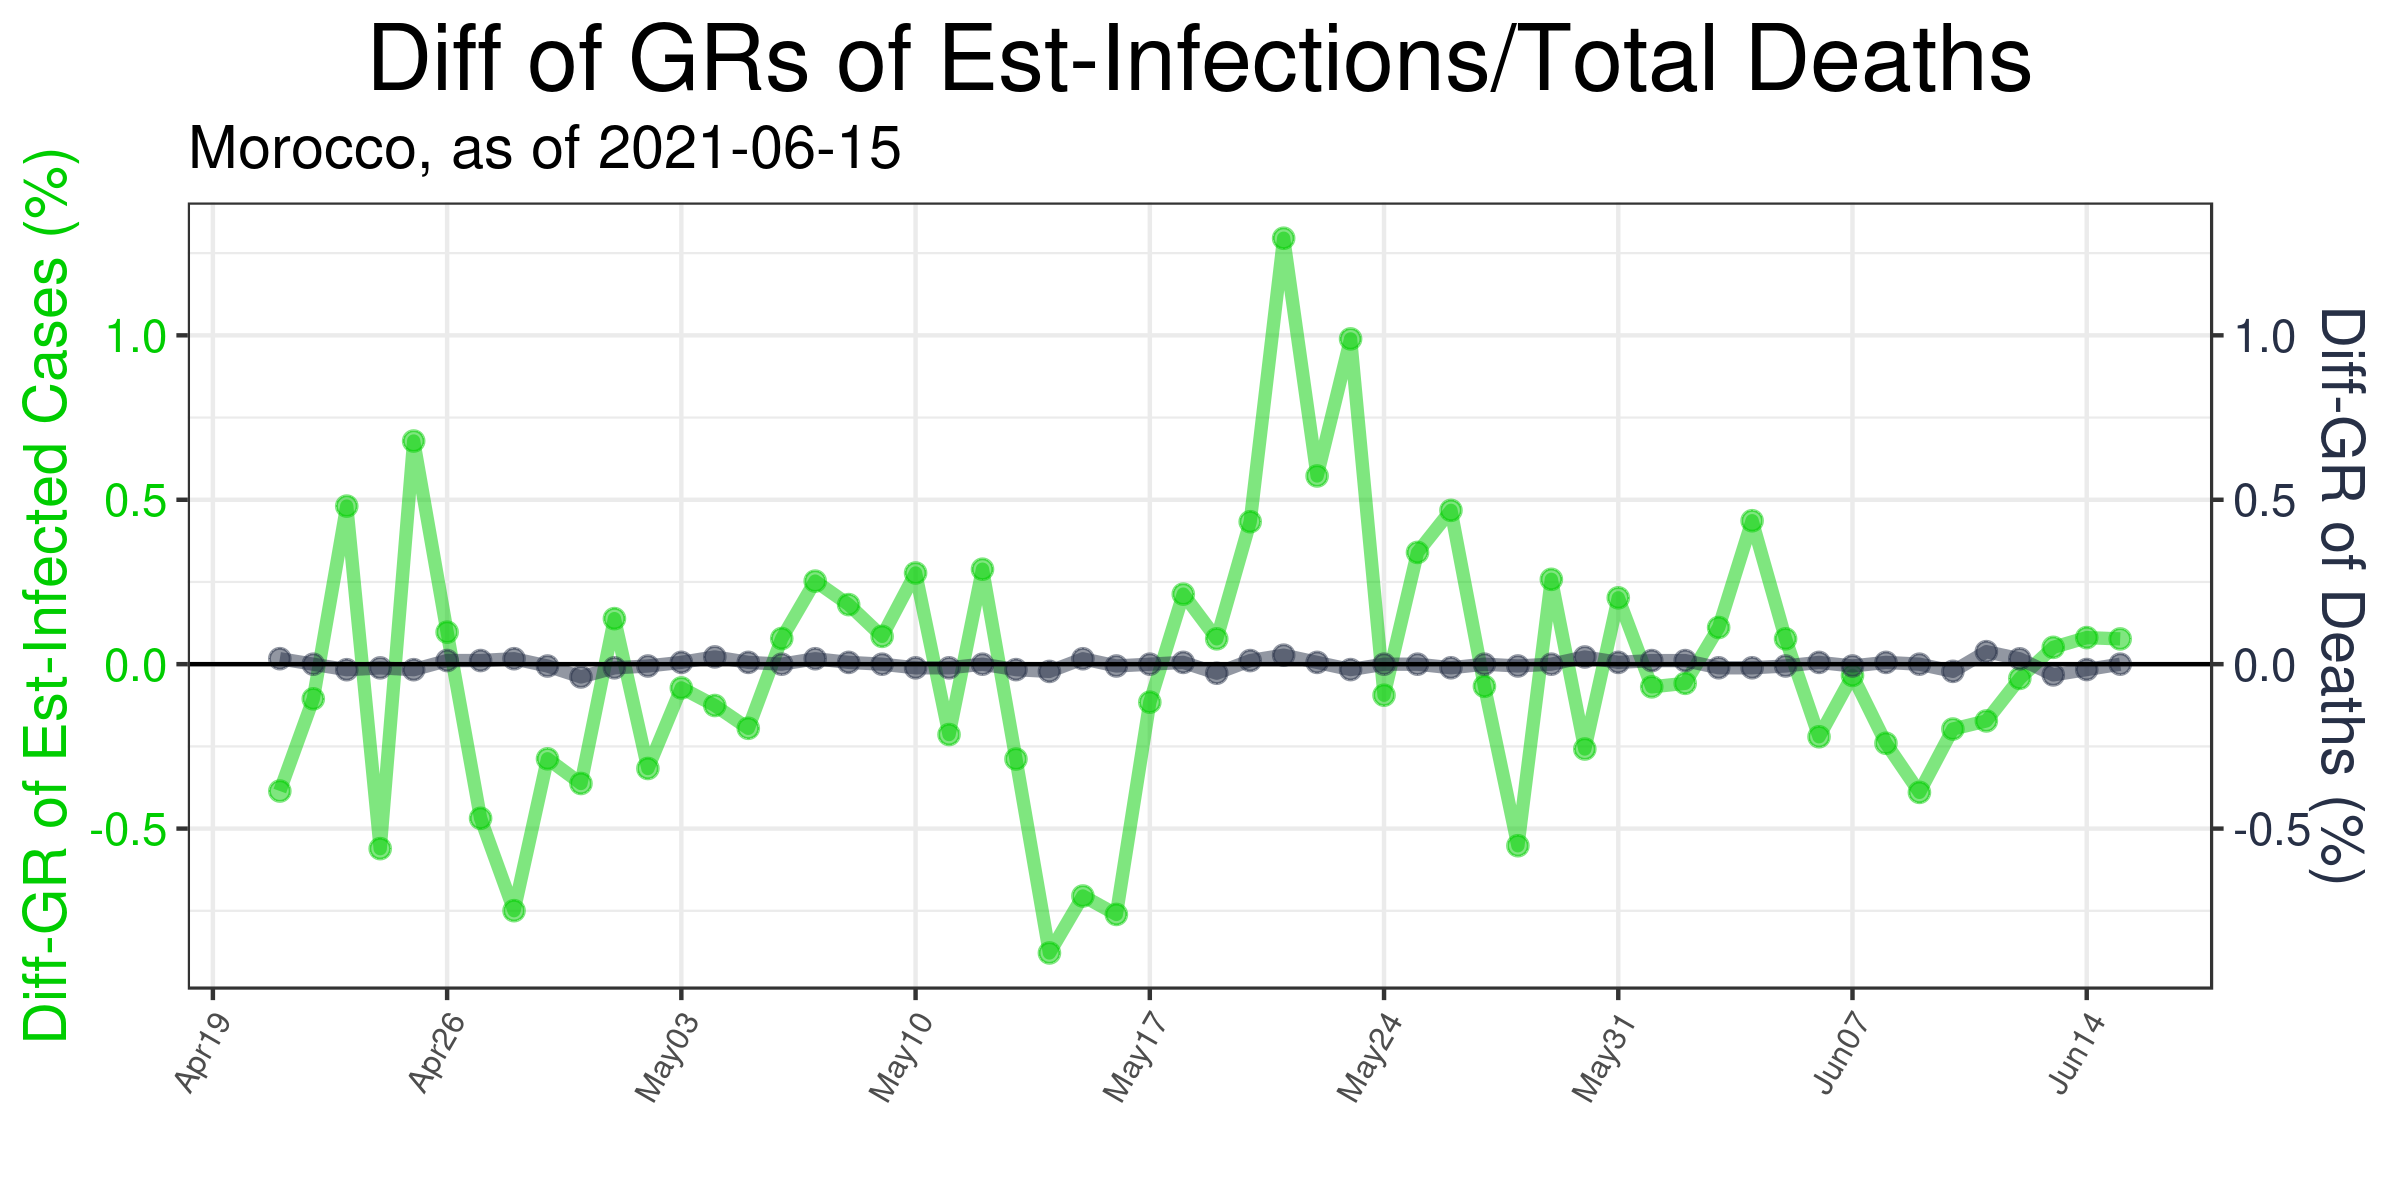 Diff of GRs of Est-Infections/Total Deaths
Morocco, as of 2021-06-15
Diff-GR of Est-Infected Cases (%)
1.0
0.5
0.0
-0.5
1.0
0.5
0.0
-0.5
Diff-GR of Deaths (%)
Apr19
Apr26
May03
May10
May17
May24
May31
Jun07
Jun14